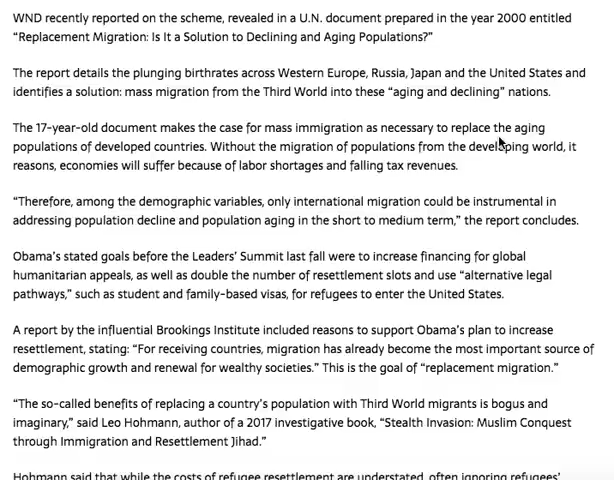 WND recently reported on the scheme, revealed in a U.N. document prepared in the year 2000 entitled
“Replacement Migration: Is It a Solution to Declining and Aging Populations?”
The report details the plunging birthrates across Western Europe, Russia, Japan and the United States and
identifies a solution: mass migration from the Third World into these “aging and declining” nations.
The 17-year-old document makes the case for mass immigration as necessary to replace the aging
populations of developed countries. Without the migration of populations from the developing world, it
reasons, economies will suffer because of labor shortages and falling tax revenues.
“Therefore, among the demographic variables, only international migration could be instrumental in
addressing population decline and population aging in the short to medium term,” the report concludes.
Obama’s stated goals before the Leaders’ Summit last fall were to increase financing for global
humanitarian appeals, as well as double the number of resettlement slots and use “alternative legal
pathways,” such as student and family-based visas, for refugees to enter the United States.
A report by the influential Brookings Institute included reasons to support Obama’s plan to increase
resettlement, stating: “For receiving countries, migration has already become the most important source of
demographic growth and renewal for wealthy societies.” This is the goal of “replacement migration.”
“The so-called benefits of replacing a country’s population with Third World migrants is bogus and
imaginary,” said Leo Hohmann, author of a 2017 investigative book, “Stealth Invasion: Muslim Conquest
through Immigration and Resettlement Jihad.”
Hohmann said that while the costs of refugee resettlement are understated, often ignoring refugees’